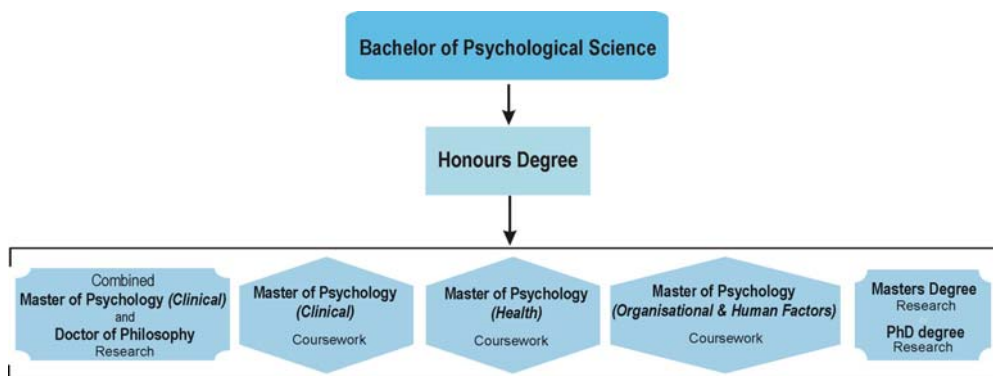 Bachelor of Psychological Science
Honours Degree
Combined
Master of Psychology (Clinical)
and
Doctor of Philosophy
Research
Master of Psychology
(Clinical)
Coursework
Master of Psychology
(Health)
Coursework
Master of Psychology
(Organisational & Human Factors)
Coursework
Masters Degree
Research
PhD degree
Research